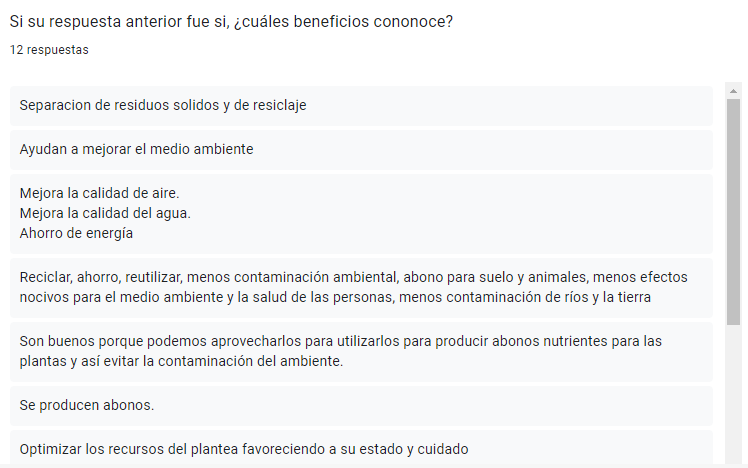 Si su respuesta anterior fue si, ¿cuáles beneficios cononoce?
12 respuestas
Separacion de residuos solidos y de resiclaje
Ayudan a mejorar el medio ambiente
Mejora la calidad de aire.
Mejora la calidad del agua.
Ahorro de energía
Reciclar, ahorro, reutilizar, menos contaminación ambiental, abono para suelo y animales, menos efectos
nocivos para el medio ambiente y la salud de las personas, menos contaminación de ríos y la tierra
Son buenos porque podemos aprovecharlos para utilizarlos para producir abonos nutrientes para las
plantas y así evitar la contaminación del ambiente.
Se producen abonos.
Optimizar los recursos del plantea favoreciendo a su estado y cuidado